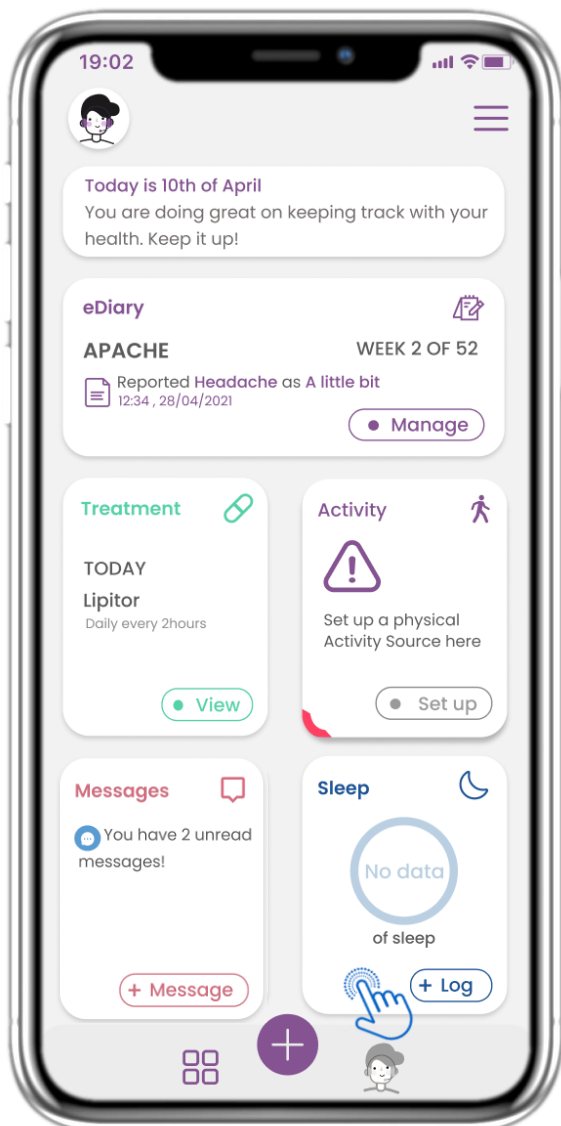 19:02
Today is 10th of April
You are doing great on keeping track with your
health. Keep it up!
eDiary
APACHE
WEEK 2 OF 52
Reported Headache as A little bit
12:34 , 28/04/2021
Manage
Treatment
TODAY
Lipitor
Daily every 2hours
View
Activity
Set up a physical
Activity Source here
Set up
Messages
You have 2 unread
messages!
+ Message
Sleep
No data
of sleep
+ Log